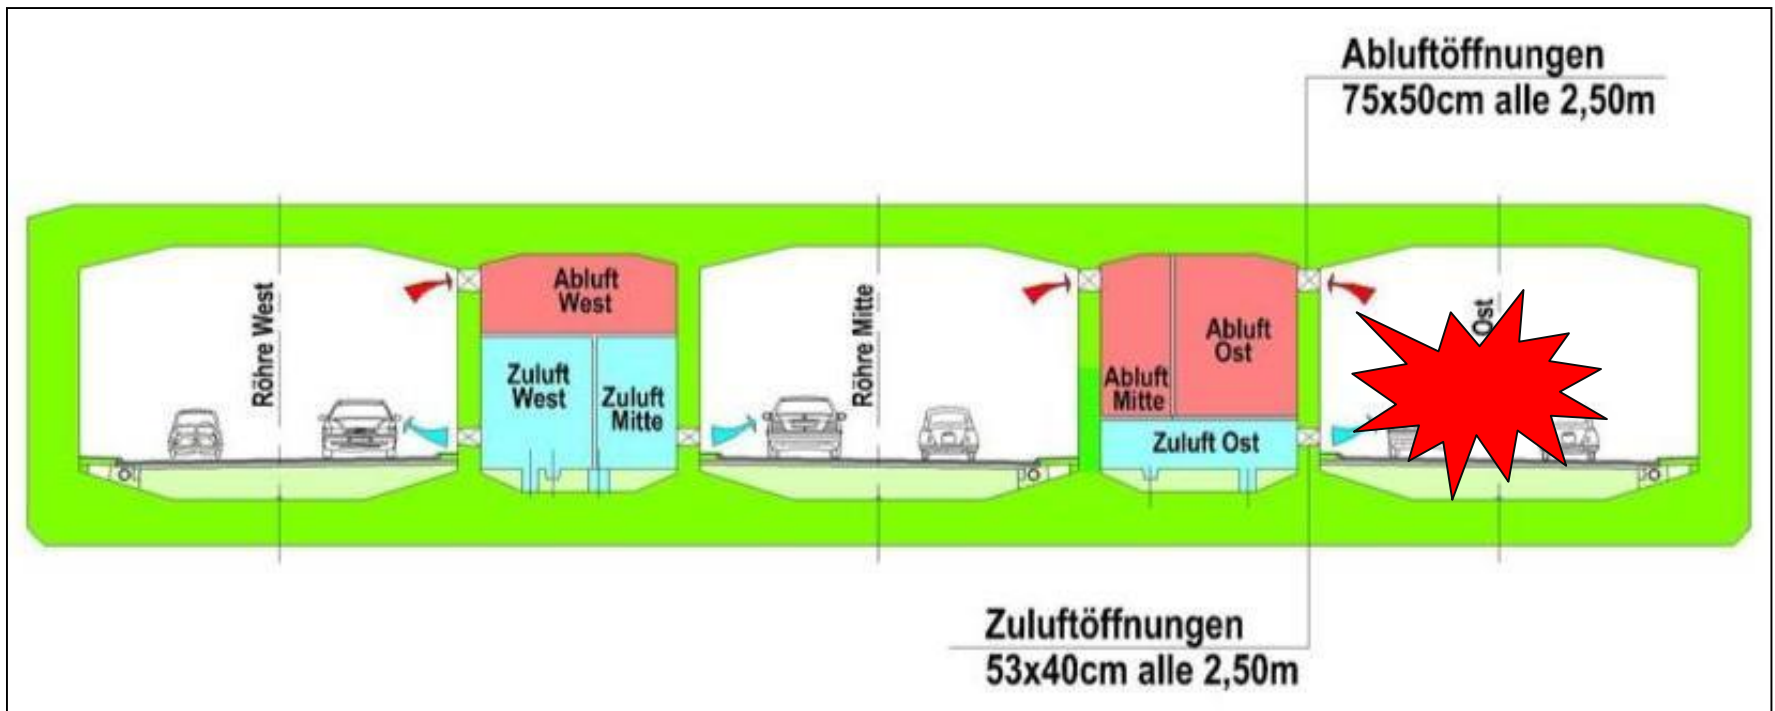 Abluftöffnungen
75x50cm alle 2,50m
Röhre West
Abluft
West
Zuluft
West
Zuluft
Mitte
Röhre Mitte
Abluft
Mitte
Abluft
Ost
Zuluft Ost
Ost
Zuluftöffnungen
53x40cm alle 2,50m